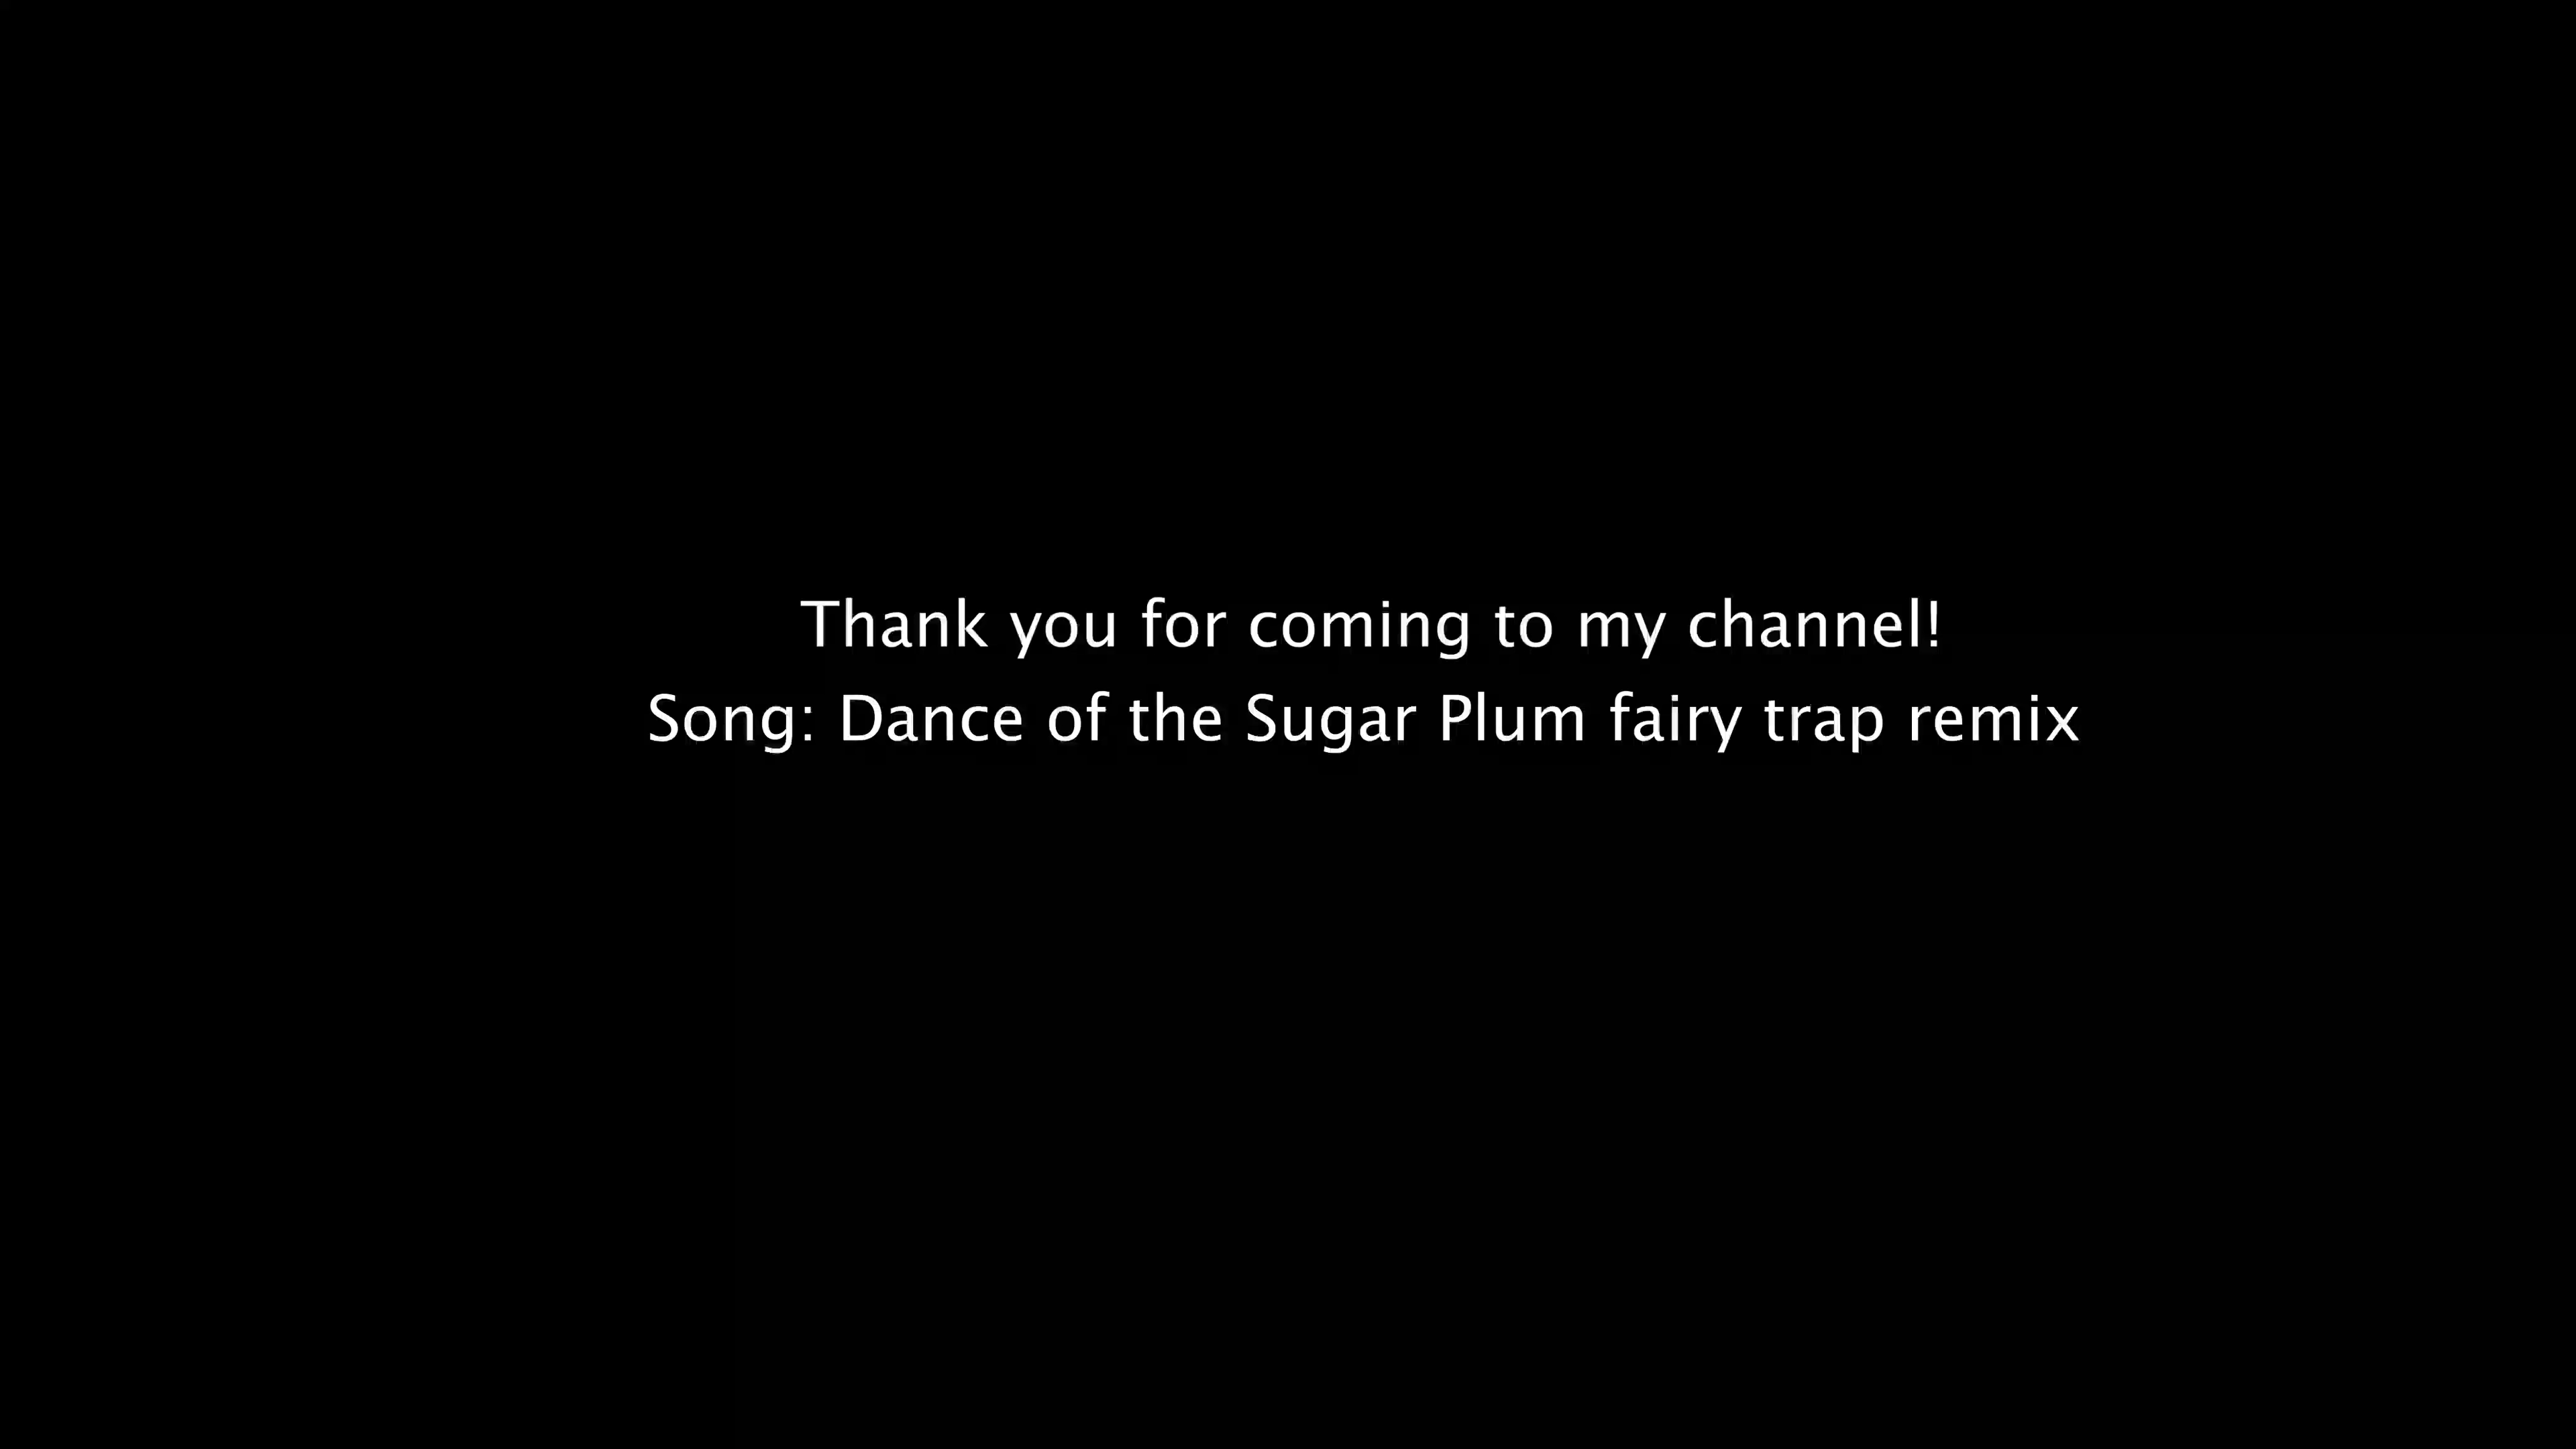 Thank you for coming to my channel!
Song: Dance of the Sugar Plum fairy trap remix